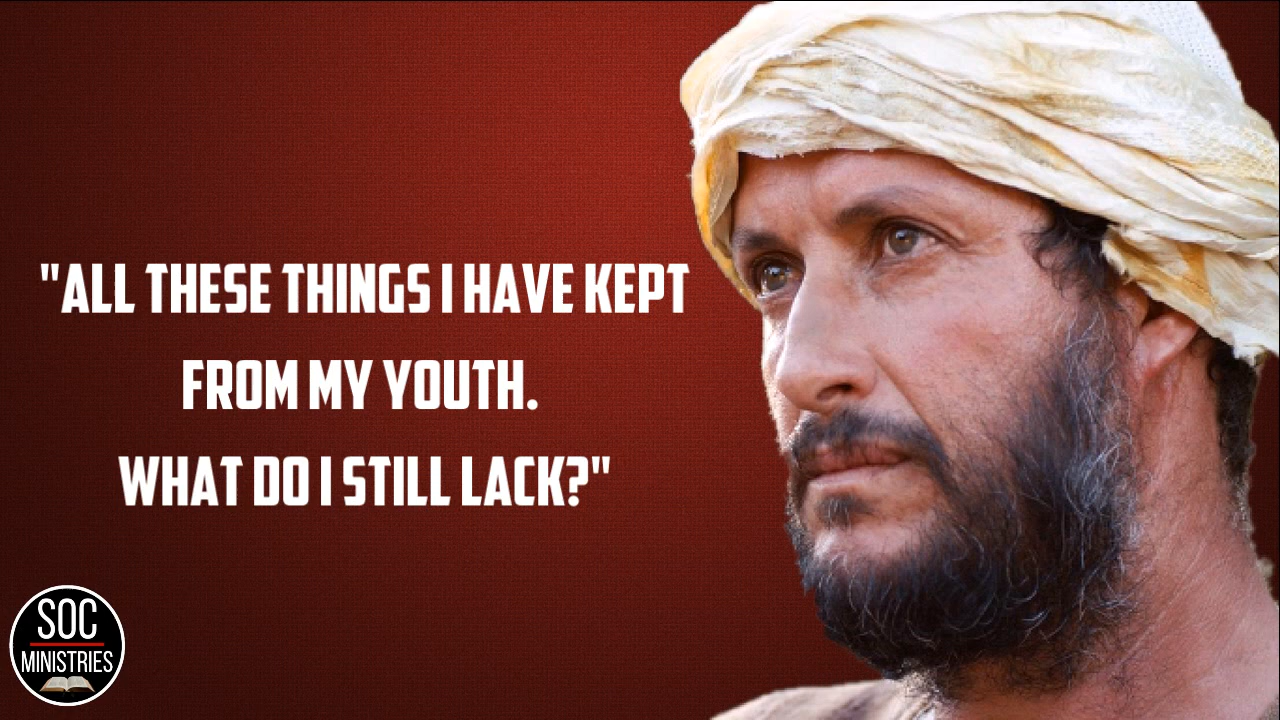 "ALL THESE THINGS I HAVE KEPT
FROM MY YOUTH.
WHAT DO I STILL LACK?"
SOC
MINISTRIES